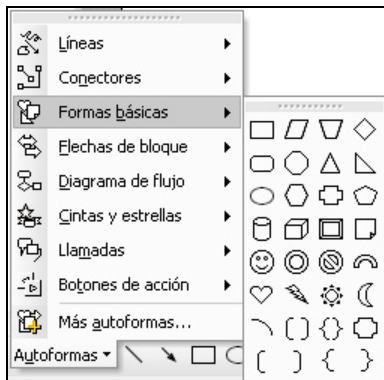 Líneas
Conectores
Formas básicas
Flechas de bloque
Diagrama de flujo
Cintas y estrellas
Llamadas
Botones de acción
Más autoformas...
Autoformas